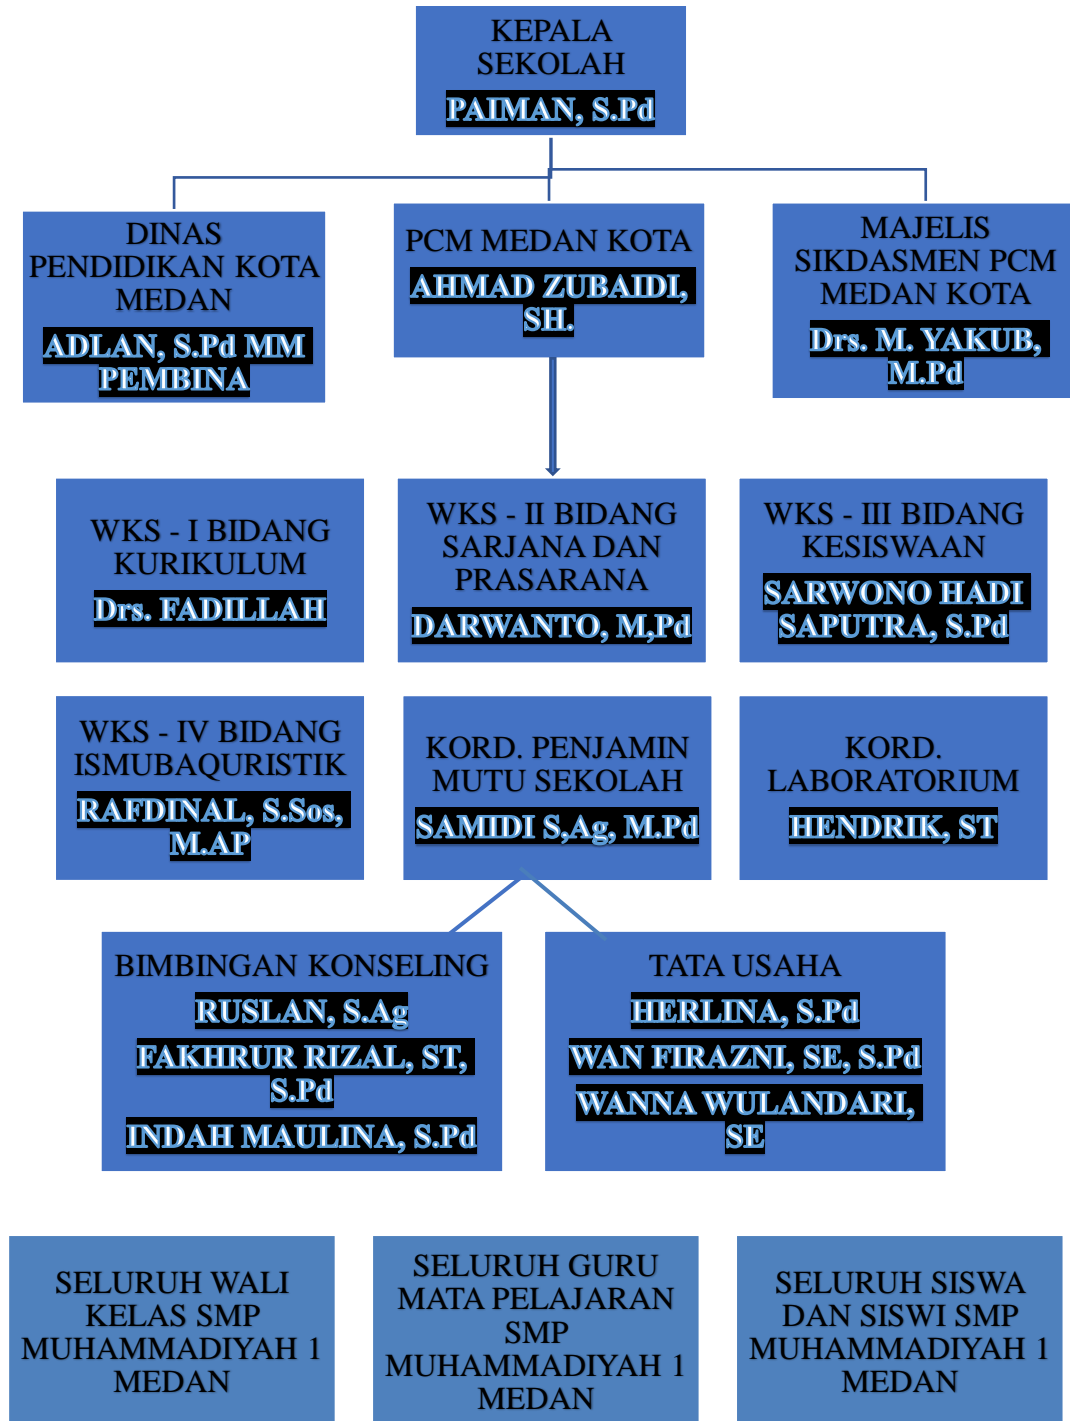 KEPALA
SEKOLAH
PAIMAN, S.Pd
DINAS
PENDIDIKAN KOTA
MEDAN
ADLAN, S.Pd MM
PEMBINA
PCM MEDAN KOTA
AHMAD ZUBAIDI,
SH.
MAJELIS
SIKDASMEN PCM
MEDAN KOTA
Drs. M. YAKUB,
M.Pd
WKS - I BIDANG
KURIKULUM
Drs. FADILLAH
WKS - II BIDANG
SARJANA DAN
PRASARANA
DARWANTO, M,Pd
WKS - III BIDANG
KESISWAAN
SARWONO HADI
SAPUTRA, S.Pd
WKS - IV BIDANG
ISMUBAQURISTIK
RAFDINAL, S.Sos,
M.AP
KORD. PENJAMIN
MUTU SEKOLAH
SAMIDI S,Ag, M.Pd
KORD.
LABORATORIUM
HENDRIK, ST
BIMBINGAN KONSELING
RUSLAN, S.Ag
FAKHRUR RIZAL, ST,
S.Pd
INDAH MAULINA, S.Pd
TATA USAHA
HERLINA, S.Pd
WAN FIRAZNI, SE, S.Pd
WANNA WULANDARI,
SE
SELURUH WALI
KELAS SMP
MUHAMMADIYAH 1
MEDAN
SELURUH GURU
MATA PELAJARAN
SMP
MUHAMMADIYAH 1
MEDAN
SELURUH SISWA
DAN SISWI SMP
MUHAMMADIYAH 1
MEDAN